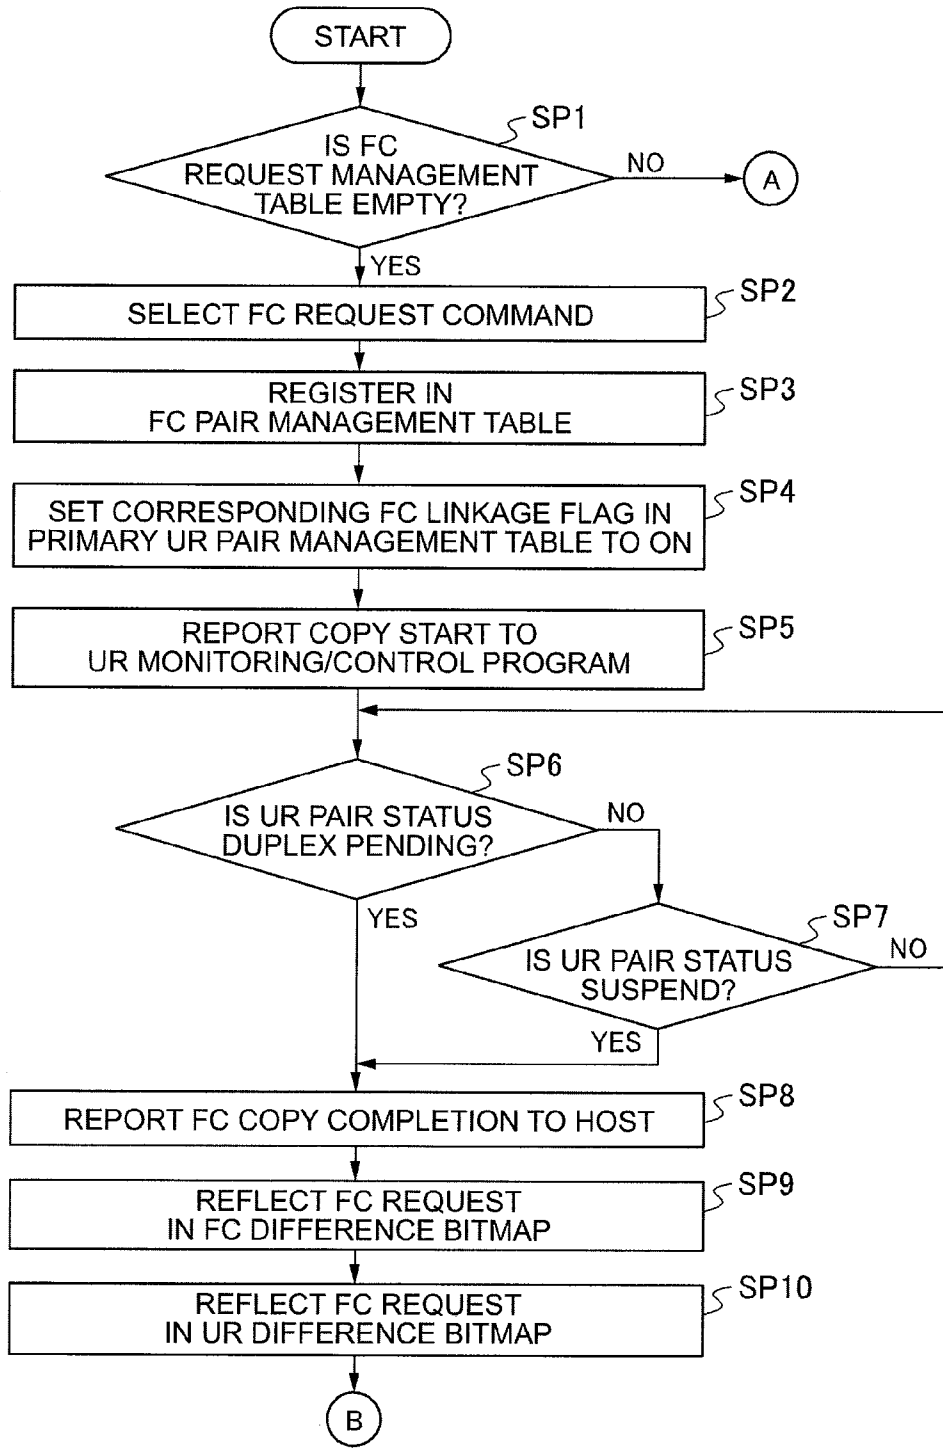 START
SP1
IS FC
REQUEST MANAGEMENT
TABLE EMPTY?
NO
A
YES
SP2
SELECT FC REQUEST COMMAND
SP3
REGISTER IN
FC PAIR MANAGEMENT TABLE
SP4
SET CORRESPONDING FC LINKAGE FLAG IN
PRIMARY UR PAIR MANAGEMENT TABLE TO ON
SP5
REPORT COPY START TO
UR MONITORING/CONTROL PROGRAM
SP6
IS UR PAIR STATUS
DUPLEX PENDING?
NO
YES
SP7
IS UR PAIR STATUS
SUSPEND?
NO
YES
SP8
REPORT FC COPY COMPLETION TO HOST
SP9
REFLECT FC REQUEST
IN FC DIFFERENCE BITMAP
SP10
REFLECT FC REQUEST
IN UR DIFFERENCE BITMAP
B